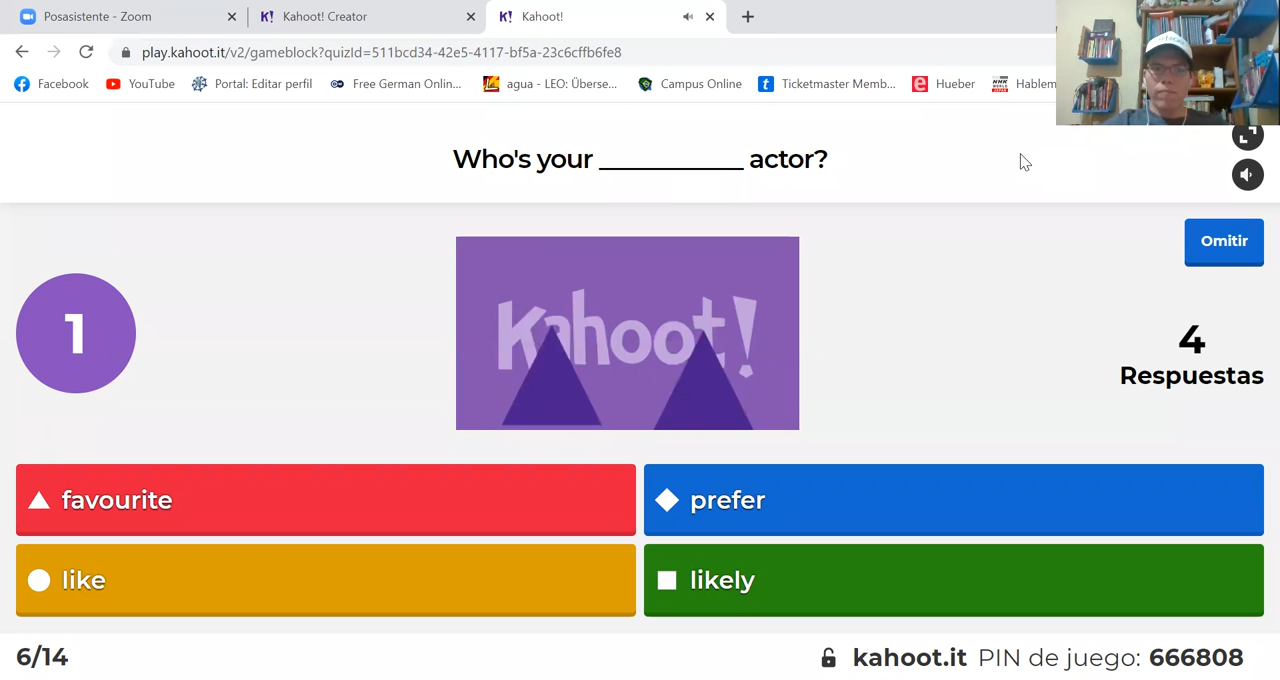 Posasistente - Zoom
Kahoot! Creator
Kahoot!
play.kahoot.it/v2/gameblock?quizId=511bcd34-42e5-4117-bf5a-23c6cffb6fe8
Facebook
YouTube
Portal: Editar perfil
Free German Onlin...
agua - LEO: Überse...
Campus Online
Ticketmaster Memb...
Hueber
Hablem
Who's your ___________ actor?
Omitir
1
Kahoot!
4
Respuestas
favourite
prefer
like
likely
6/14
kahoot.it PIN de juego: 666808